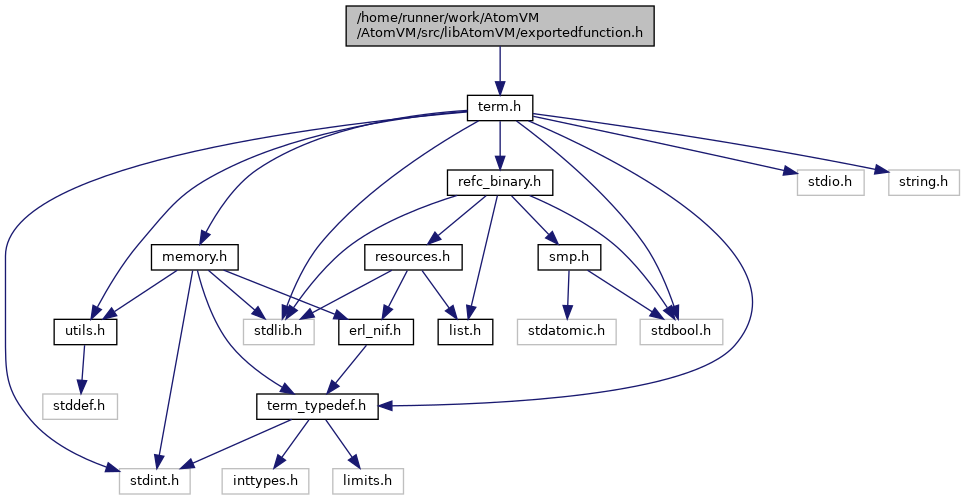 /home/runner/work/AtomVM
/AtomVM/src/libAtomVM/exportedfunction.h
term.h
refc_binary.h
stdio.h
string.h
memory.h
resources.h
smp.h
utils.h
stdlib.h
erl_nif.h
list.h
stdatomic.h
stdbool.h
stddef.h
term_typedef.h
stdint.h
inttypes.h
limits.h